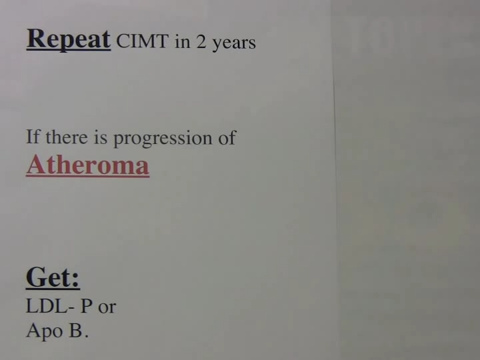 Repeat CIMT in 2 years
If there is progression of
Atheroma
Get:
LDL- P or
Apo B.